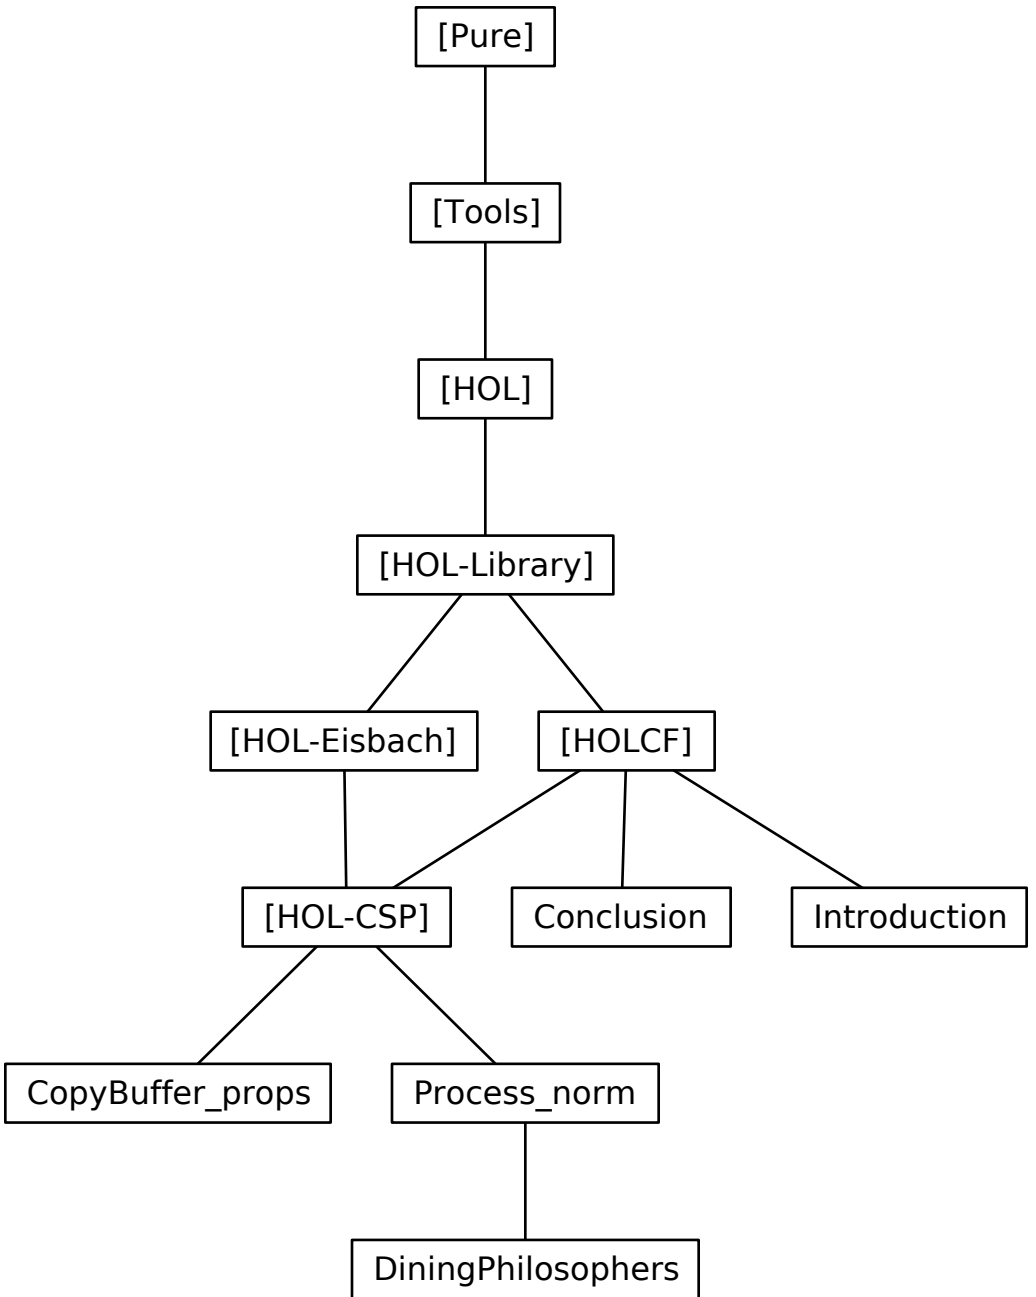 [Pure]
[Tools]
[HOL]
[HOL-Library]
[HOL-Eisbach]
[HOLCF]
[HOL-CSP]
Conclusion
Introduction
CopyBuffer_props
Process_norm
DiningPhilosophers